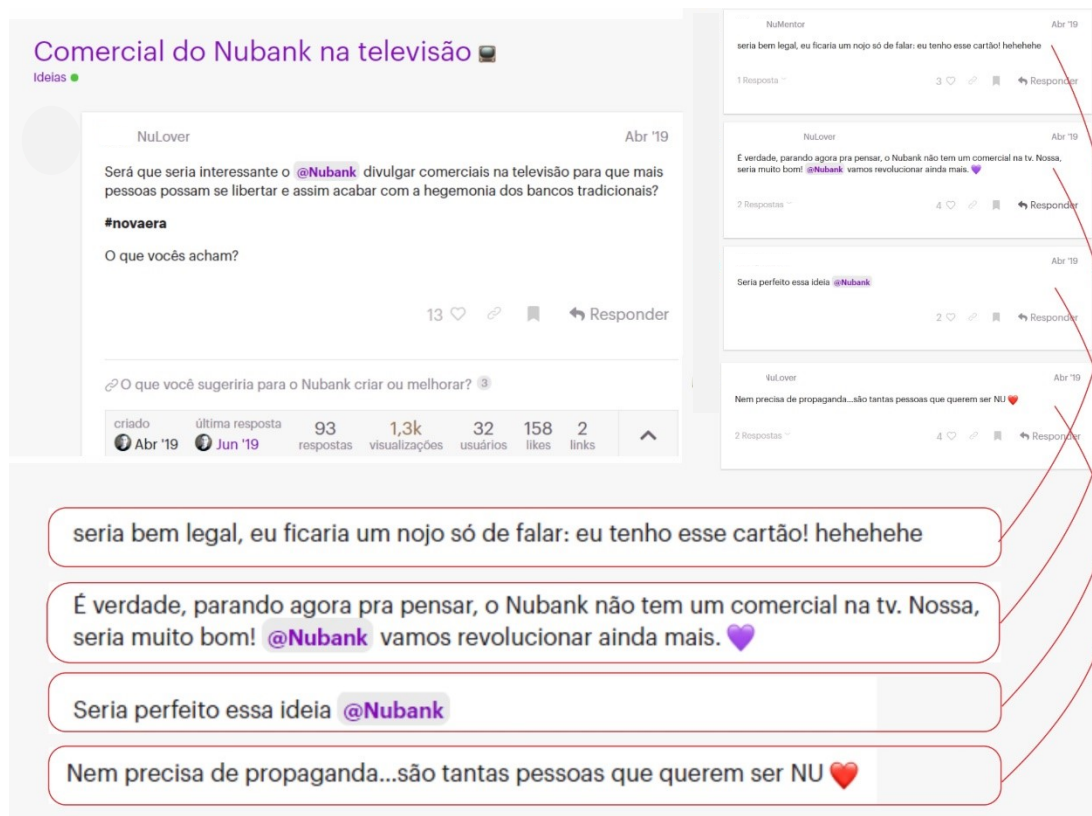 Comercial do Nubank na televisão
Ideias
NuLover Abr '19
Será que seria interessante o @Nubank divulgar comerciais na televisão para que mais
pessoas possam se libertar e assim acabar com a hegemonia dos bancos tradicionais?
#novaera
O que vocês acham?
13 Responder
O que você sugeriria para o Nubank criar ou melhorar? 3
criado última resposta 93 1,3k 32 158 2
Abr '19 Jun '19 respostas visualizações usuários likes links
NuMentor Abr '19
seria bem legal, eu ficaria um nojo só de falar: eu tenho esse cartão! hehehehe
1 Resposta 3 Responder
NuLover Abr '19
É verdade, parando agora pra pensar, o Nubank não tem um comercial na tv. Nossa,
seria muito bom! @Nubank vamos revolucionar ainda mais. 💜
2 Respostas 4 Responder
Abr '19
Seria perfeito essa ideia @Nubank
2 Responder
NuLover Abr '19
Nem precisa de propaganda...são tantas pessoas que querem ser NU ❤️
2 Respostas 4 Responder
seria bem legal, eu ficaria um nojo só de falar: eu tenho esse cartão! hehehehe
É verdade, parando agora pra pensar, o Nubank não tem um comercial na tv. Nossa,
seria muito bom! @Nubank vamos revolucionar ainda mais. 💜
Seria perfeito essa ideia @Nubank
Nem precisa de propaganda...são tantas pessoas que querem ser NU ❤️